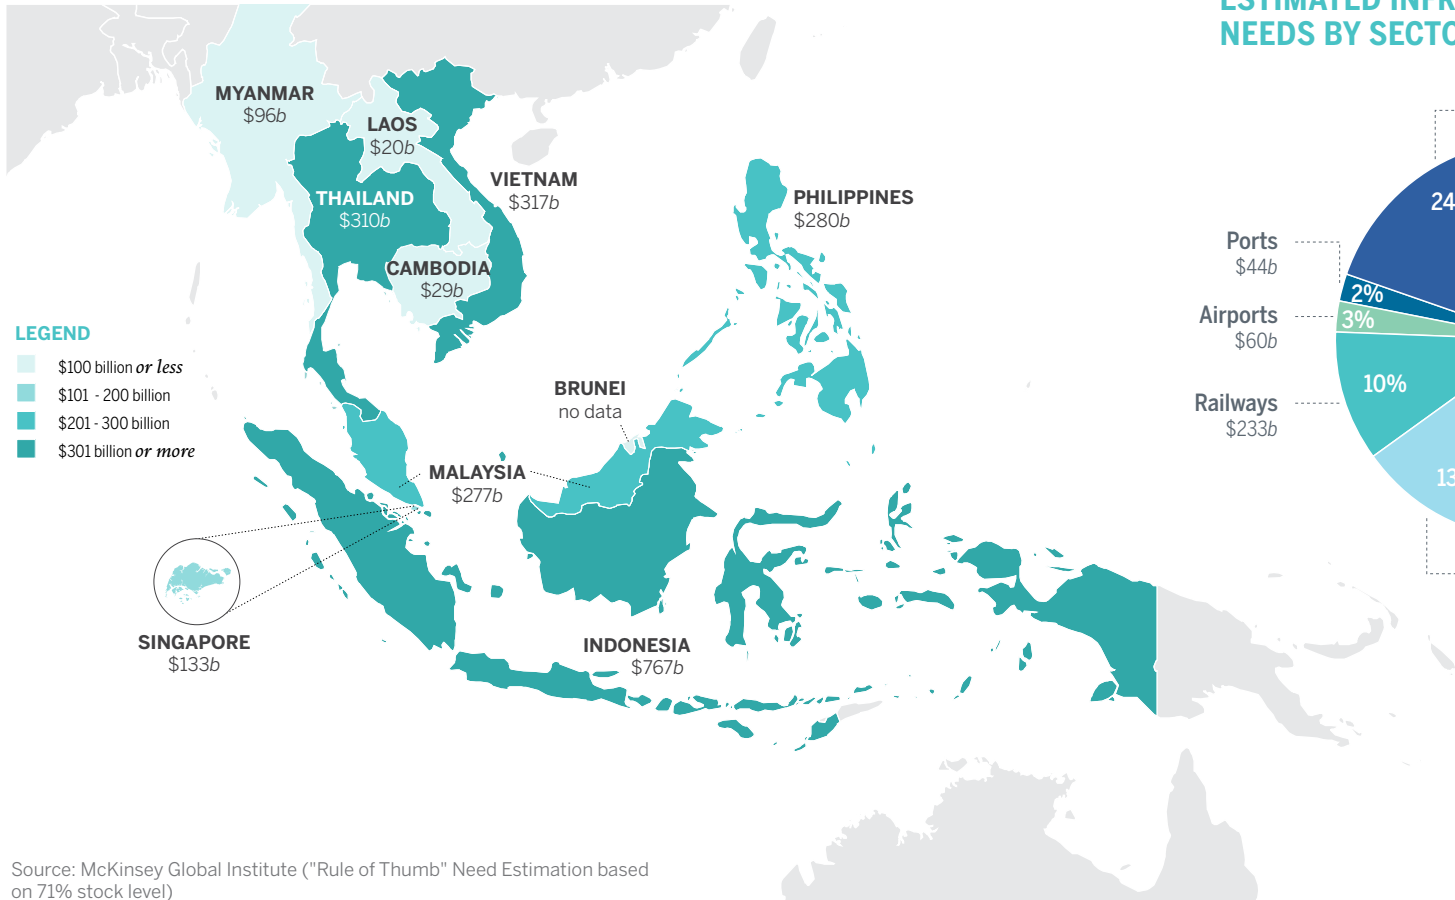 MYANMAR
$96b
LAOS
$20b
THAILAND
$310b
VIETNAM
$317b
CAMBODIA
$29b
PHILIPPINES
$280b
LEGEND
$100 billion or less
$101 - 200 billion
$201 - 300 billion
$301 billion or more
BRUNEI
no data
MALAYSIA
$277b
SINGAPORE
$133b
INDONESIA
$767b
Source: McKinsey Global Institute ("Rule of Thumb" Need Estimation based
on 71% stock level)
ESTIMATED INFR
NEEDS BY SECTO
24
Ports
$44b
2%
Airports
$60b
3%
Railways
$233b
10%
13